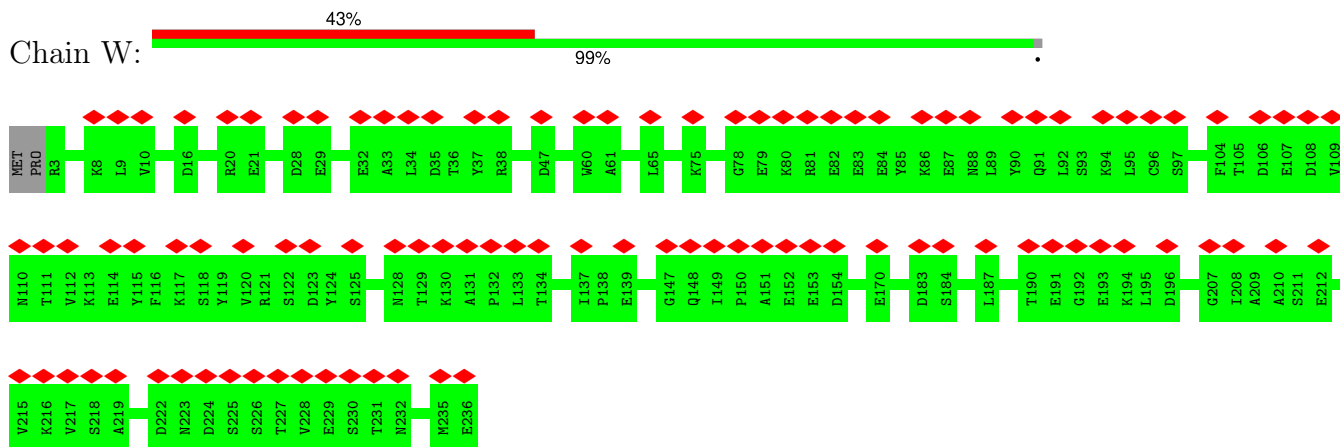 43%
Chain W:
99%
.
MET PRO R3 K8 L9 V10 D16 R20 E21 D28 E29 E32 A33 L34 D35 T36 Y37 R38 D47 W60 A61 L65 K75 G78 E79 K80 R81 E82 E83 E84 Y85 K86 E87 N88 L89 Y90 Q91 L92 S93 K94 L95 C96 S97 F104 T105 D106 E107 D108 V109
N110 T111 V112 K113 E114 Y115 F116 K117 S118 Y119 V120 R121 S122 D123 Y124 S125 N128 T129 K130 A131 P132 L133 T134 I137 P138 E139 G147 Q148 I149 P150 A151 E152 E153 D154 E170 D183 S184 L187 T190 E191 G192 E193 K194 L195 D196 G207 I208 A209 A210 S211 E212
V215 K216 V217 S218 A219 D222 N223 D224 S225 S226 T227 V228 E229 S230 T231 N232 M235 E236